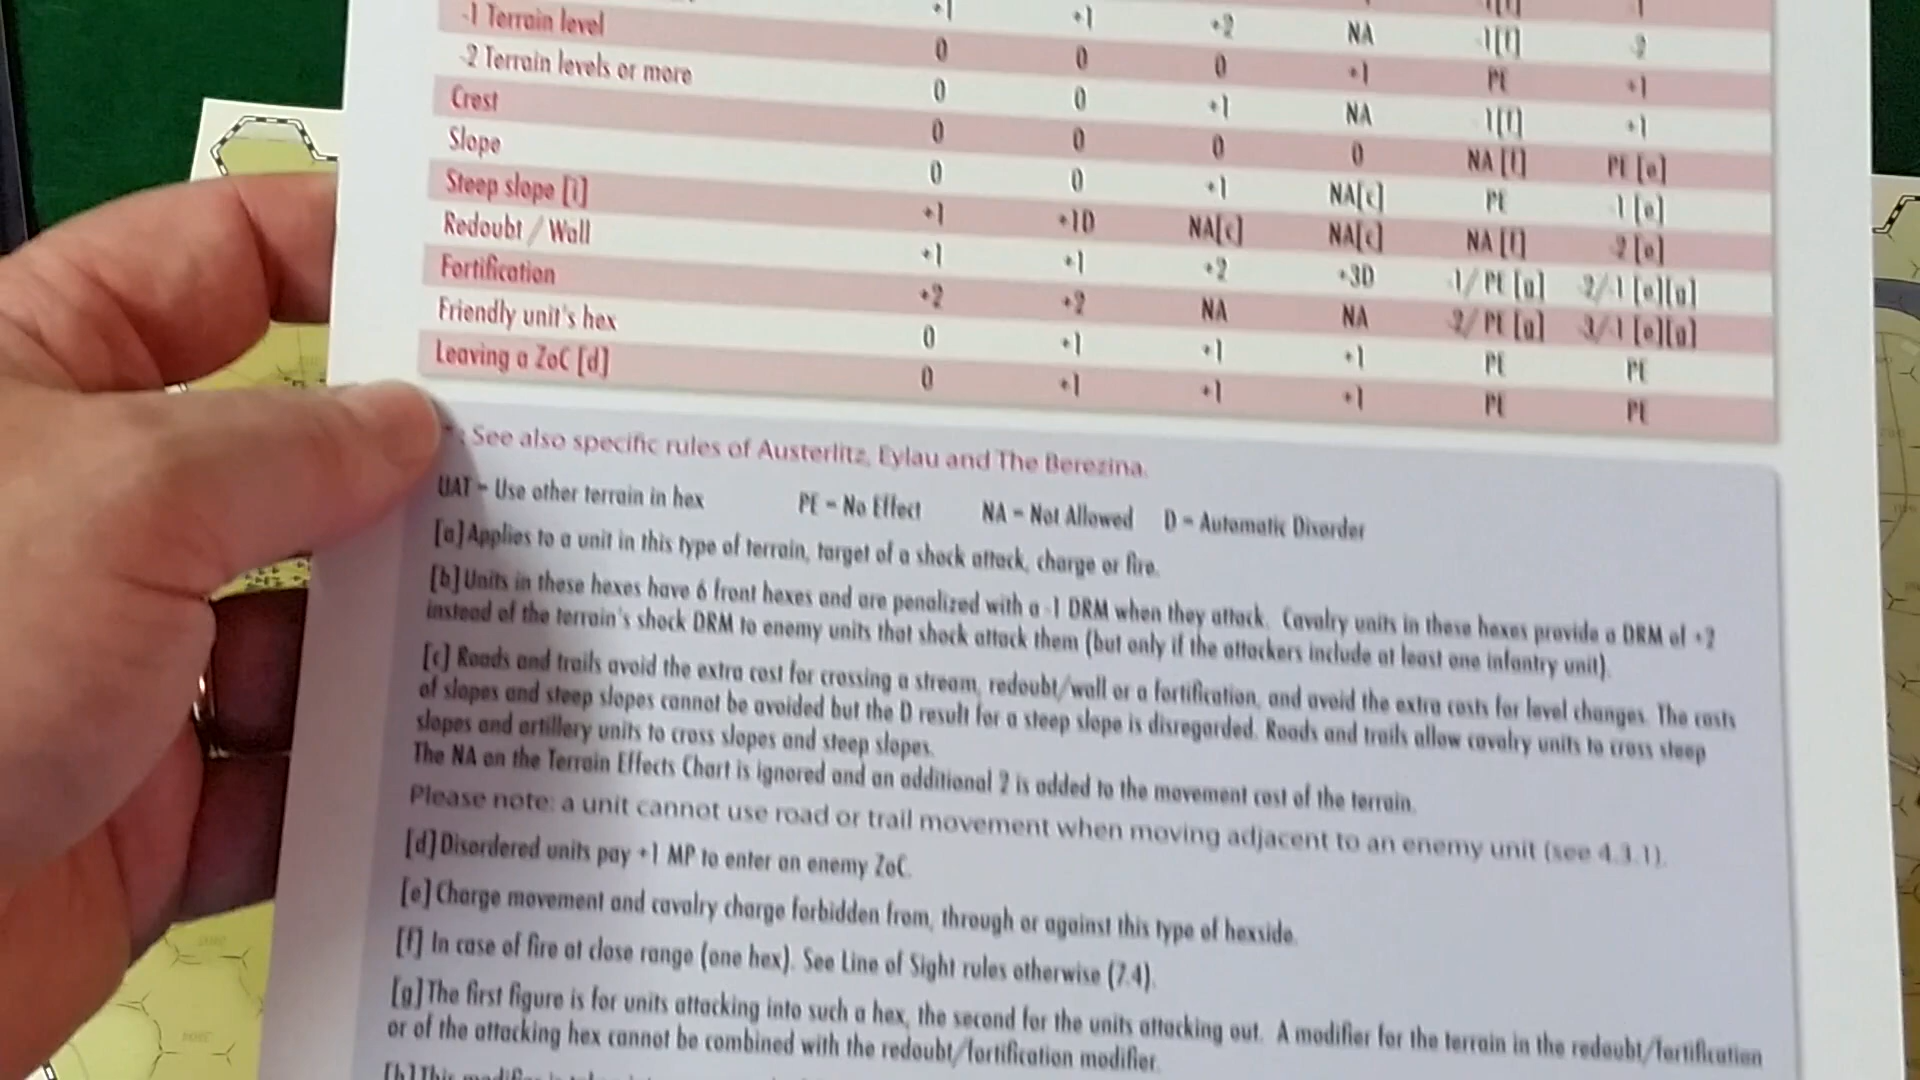 -1 Terrain level +1 +1 +2 NA -1[f] -2
-2 Terrain levels or more 0 0 0 +1 PE +1
Crest 0 0 +1 NA -1[f] +1
Slope 0 0 0 0 NA [f] PE [e]
Steep slope [i] 0 0 +1 NA[c] PE -1 [e]
Redoubt / Wall +1 +1D NA[c] NA[c] NA [f] -2 [e]
Fortification +1 +1 +2 +3D -1/ PE [g] -2/-1 [e][g]
Friendly unit's hex +2 +2 NA NA -2/ PE [g] -3/-1 [e][g]
Leaving a ZoC [d] 0 +1 +1 +1 PE PE
0 +1 +1 +1 PE PE
: See also specific rules of Austerlitz, Eylau and The Berezina.
UAT - Use other terrain in hex PE - No Effect NA - Not Allowed D - Automatic Disorder
[a] Applies to a unit in this type of terrain, target of a shock attack, charge or fire.
[b] Units in these hexes have 6 front hexes and are penalized with a -1 DRM when they attack. Cavalry units in these hexes provide a DRM of +2
instead of the terrain's shock DRM to enemy units that shock attack them (but only if the attackers include at least one infantry unit).
[c] Roads and trails avoid the extra cost for crossing a stream, redoubt/wall or a fortification, and avoid the extra costs for level changes. The costs
of slopes and steep slopes cannot be avoided but the D result for a steep slope is disregarded. Roads and trails allow cavalry units to cross steep
slopes and artillery units to cross slopes and steep slopes.
The NA on the Terrain Effects Chart is ignored and an additional 2 is added to the movement cost of the terrain.
Please note: a unit cannot use road or trail movement when moving adjacent to an enemy unit (see 4.3.1).
[d] Disordered units pay +1 MP to enter an enemy ZoC.
[e] Charge movement and cavalry charge forbidden from, through or against this type of hexside.
[f] In case of fire at close range (one hex). See Line of Sight rules otherwise (7.4).
[g] The first figure is for units attacking into such a hex, the second for the units attacking out. A modifier for the terrain in the redoubt/fortification
or of the attacking hex cannot be combined with the redoubt/fortification modifier.